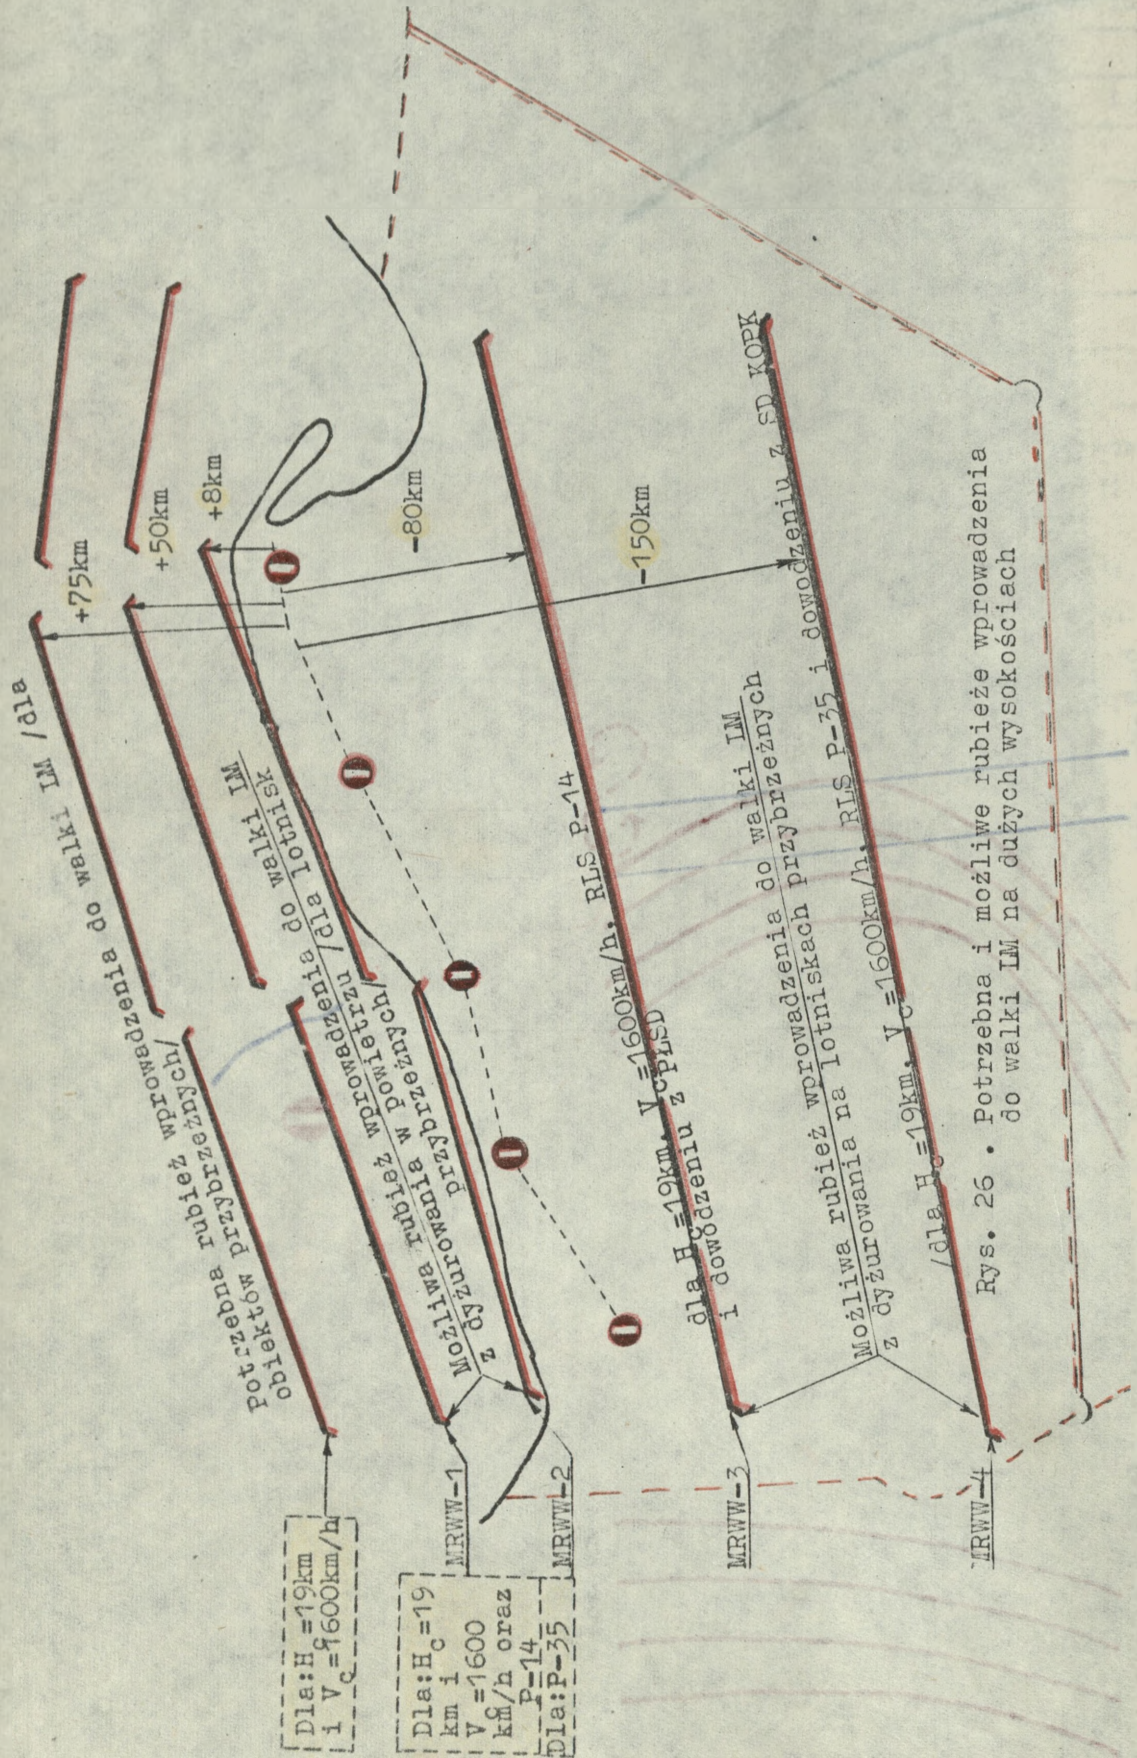 Potrzebna rubież wprowadzenia do walki LM /dla
obiektów przybrzeżnych/
+75km
+50km
+8km
-80km
-150km
Dla:Hc=19km
i Vc=1600km/h
Możliwa rubież wprowadzenia do walki LM
z dyżurowania w powietrzu /dla lotnisk
przybrzeżnych/
MRWW-1
Dla:Hc=19
km i
Vc=1600
km/h oraz
P-14
Dla:P-35
MRWW-2
dla Hc=19km, Vc=1600km/h, RLS P-14
i dowodzeniu z PŁSD
MRWW-3
Możliwa rubież wprowadzenia do walki LM
z dyżurowania na lotniskach przybrzeżnych
/dla Hc=19km, Vc=1600km/h, RLS P-35 i dowodzeniu z SD KOPK
MRWW-4
Rys. 26 . Potrzebna i możliwe rubieże wprowadzenia
do walki LM na dużych wysokościach